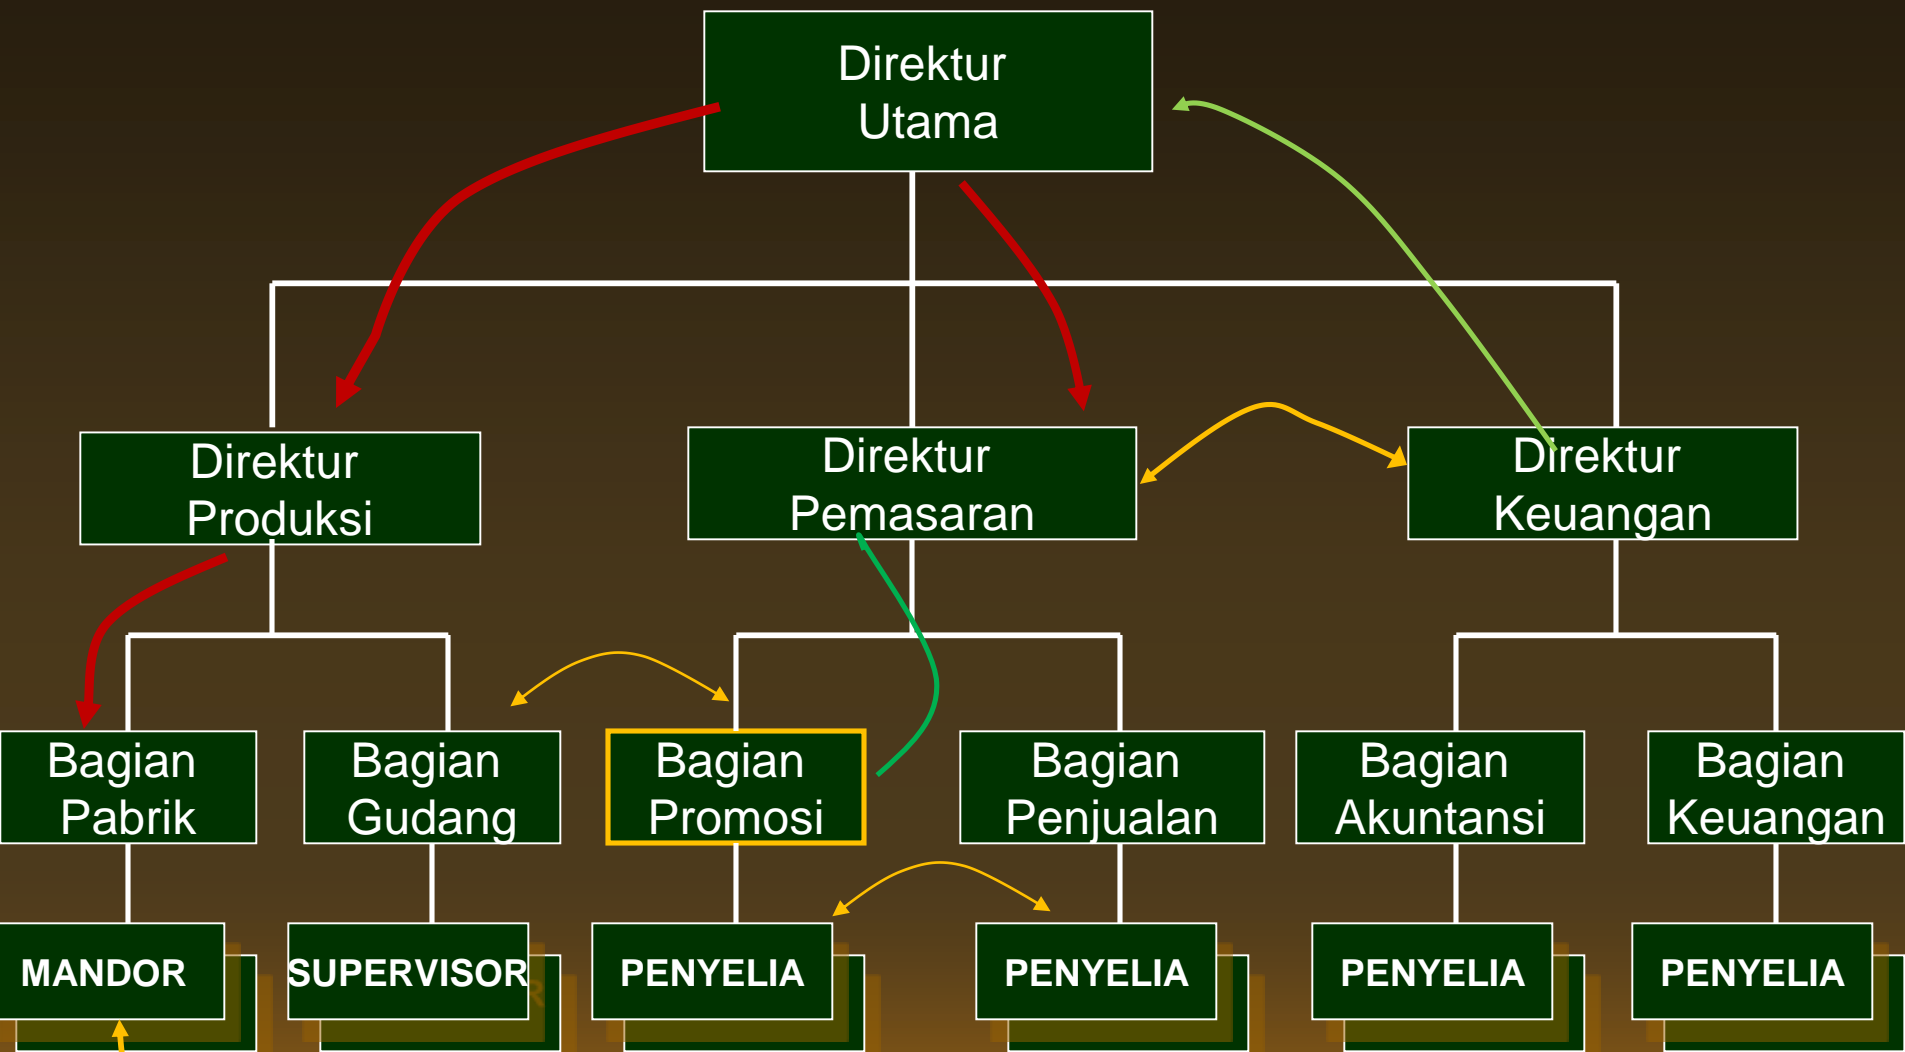 Direktur
Utama
Direktur
Produksi
Direktur
Pemasaran
Direktur
Keuangan
Bagian
Pabrik
Bagian
Gudang
Bagian
Promosi
Bagian
Penjualan
Bagian
Akuntansi
Bagian
Keuangan
MANDOR
SUPERVISOR
PENYELIA
PENYELIA
PENYELIA
PENYELIA